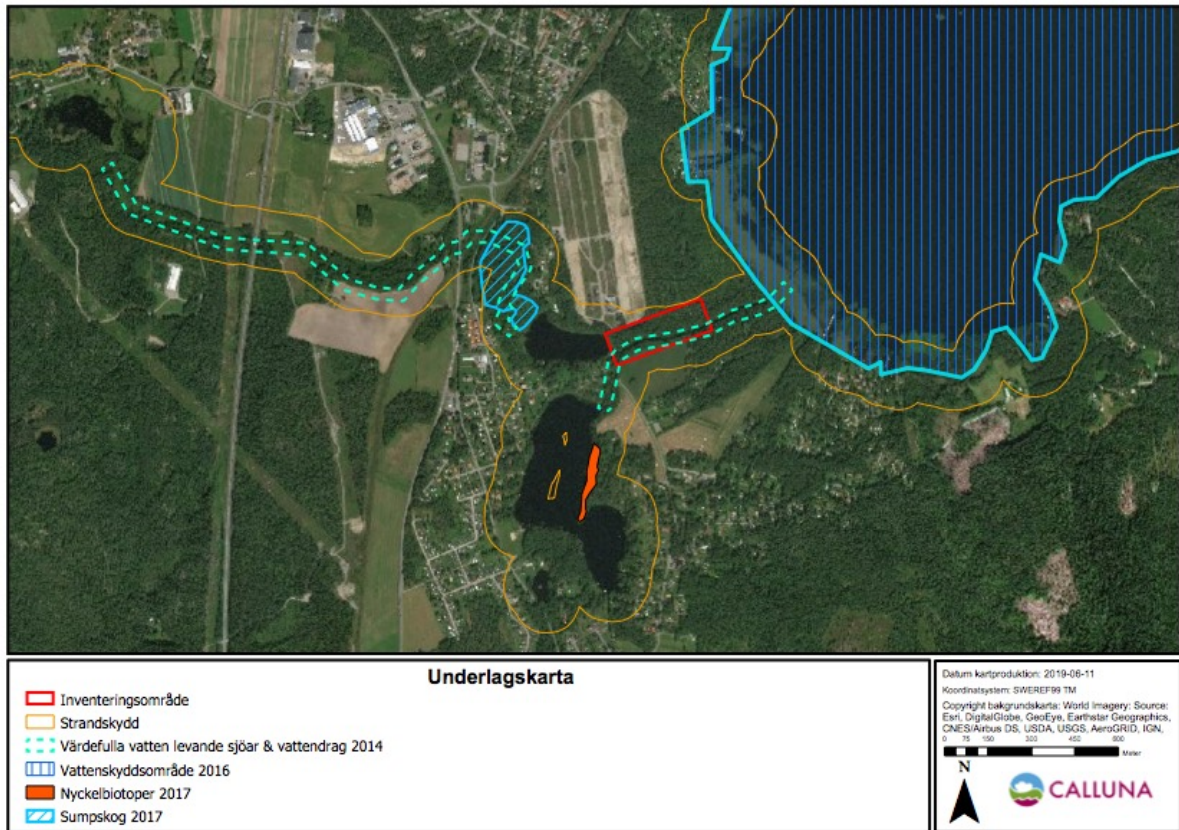 Underlagskarta
Inventeringsområde
Strandskydd
Värdefulla vatten levande sjöar & vattendrag 2014
Vattenskyddsområde 2016
Nyckelbiotoper 2017
Sumpskog 2017
Datum kartproduktion: 2019-06-11
Koordinatsystem: SWEREF99 TM
Copyright bakgrundskarta: World Imagery: Source:
Esri, DigitalGlobe, GeoEye, Earthstar Geographics,
CNES/Airbus DS, USDA, USGS, AeroGRID, IGN,
0 75 150 300 450 600
Meter
N
CALLUNA